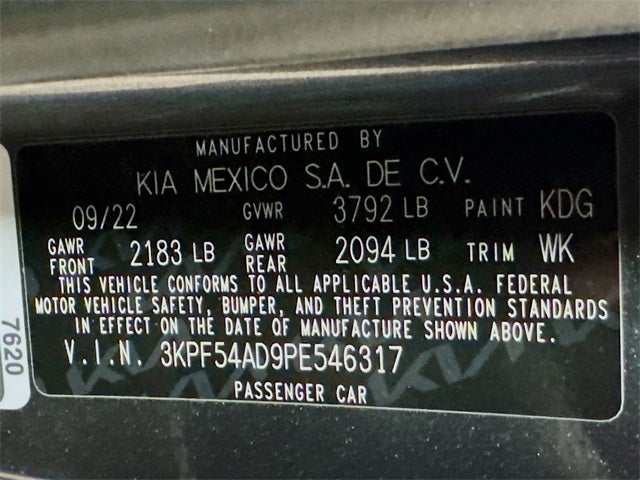 MANUFACTURED BY
KIA MEXICO S.A. DE C.V.
09/22 GVWR 3792 LB PAINT KDG
GAWR FRONT 2183 LB GAWR REAR 2094 LB TRIM WK
THIS VEHICLE CONFORMS TO ALL APPLICABLE U.S.A. FEDERAL
MOTOR VEHICLE SAFETY, BUMPER, AND THEFT PREVENTION STANDARDS
IN EFFECT ON THE DATE OF MANUFACTURE SHOWN ABOVE.
V.I.N. 3KPF54AD9PE546317
PASSENGER CAR
7620